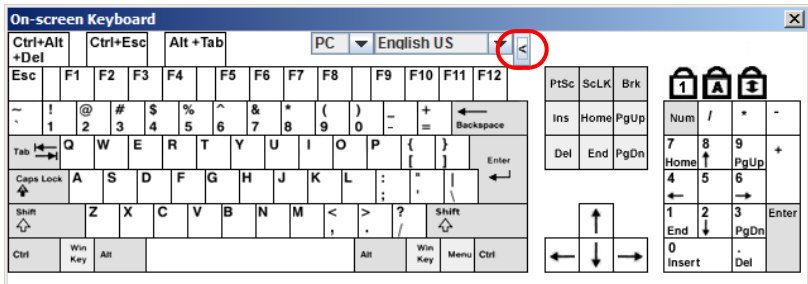 On-screen Keyboard X
Ctrl+Alt +Del Ctrl+Esc Alt +Tab PC English US <
Esc F1 F2 F3 F4 F5 F6 F7 F8 F9 F10 F11 F12 PtSc ScLK Brk 1 A
~ ! @ # $ % ^ & * ( ) _ +
` 1 2 3 4 5 6 7 8 9 0 - = Backspace Ins Home PgUp Num / * -
Tab Q W E R T Y U I O P { }
[ ] Enter Del End PgDn 7 Home 8 9 PgUp +
Caps Lock A S D F G H J K L : " |
; ' \ 4 5 6
Shift Z X C V B N M < > ? Shift
, . / 1 End 2 3 PgDn Enter
Ctrl Win Key Alt Alt Win Key Menu Ctrl 0 Insert . Del